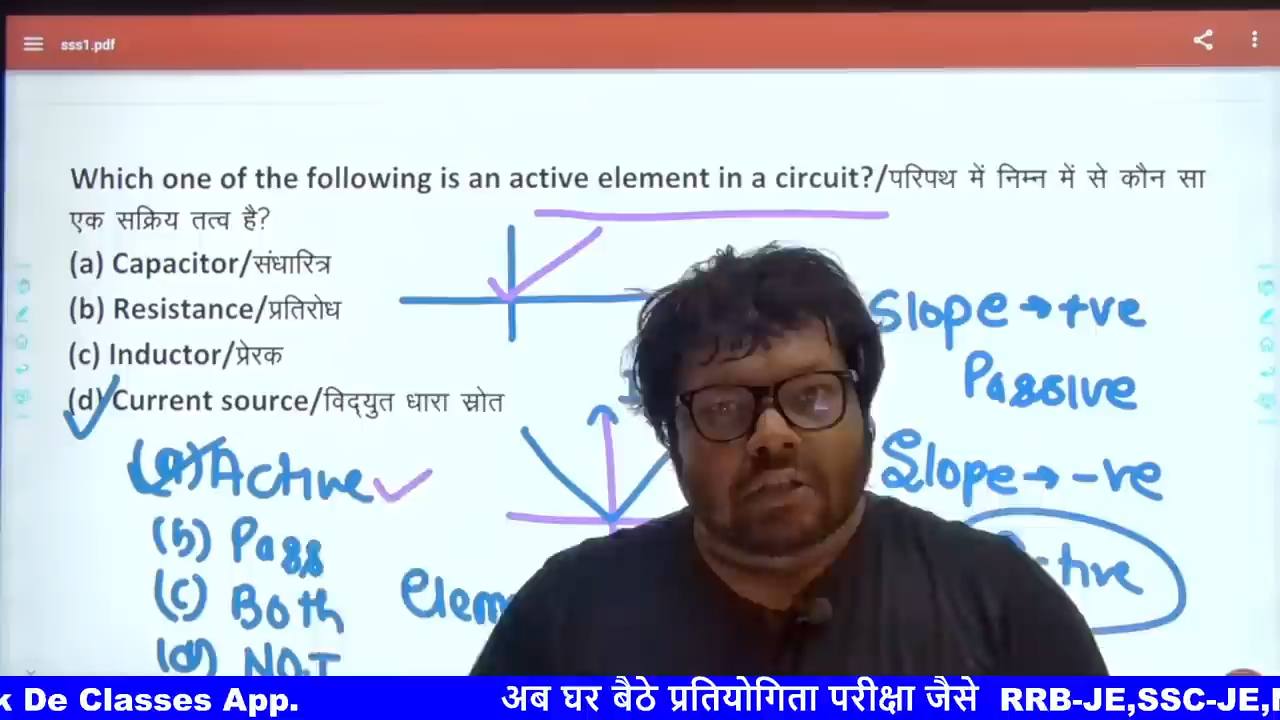 sss1.pdf
Which one of the following is an active element in a circuit?/परिपथ में निम्न में से कौन सा
एक सक्रिय तत्व है?
(a) Capacitor/संधारित्र
(b) Resistance/प्रतिरोध
(c) Inductor/प्रेरक
(d) Current source/विद्युत धारा स्रोत
Slope → +ve
Passive
Slope → -ve
(a) Active
(b) Pass
(c) Both
(d) NOT
Elem
k De Classes App. अब घर बैठे प्रतियोगिता परीक्षा जैसे RRB-JE,SSC-JE,